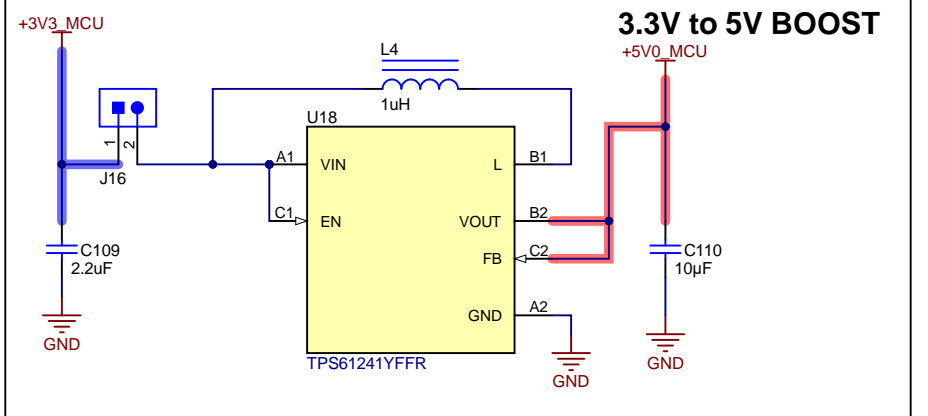 3.3V to 5V BOOST
+3V3_MCU
+5V0_MCU
L4
1uH
U18
1
2
J16
A1
VIN
L
B1
C1
EN
VOUT
B2
FB
C2
C109
2.2uF
C110
10µF
GND
A2
GND
TPS61241YFFR
GND
GND